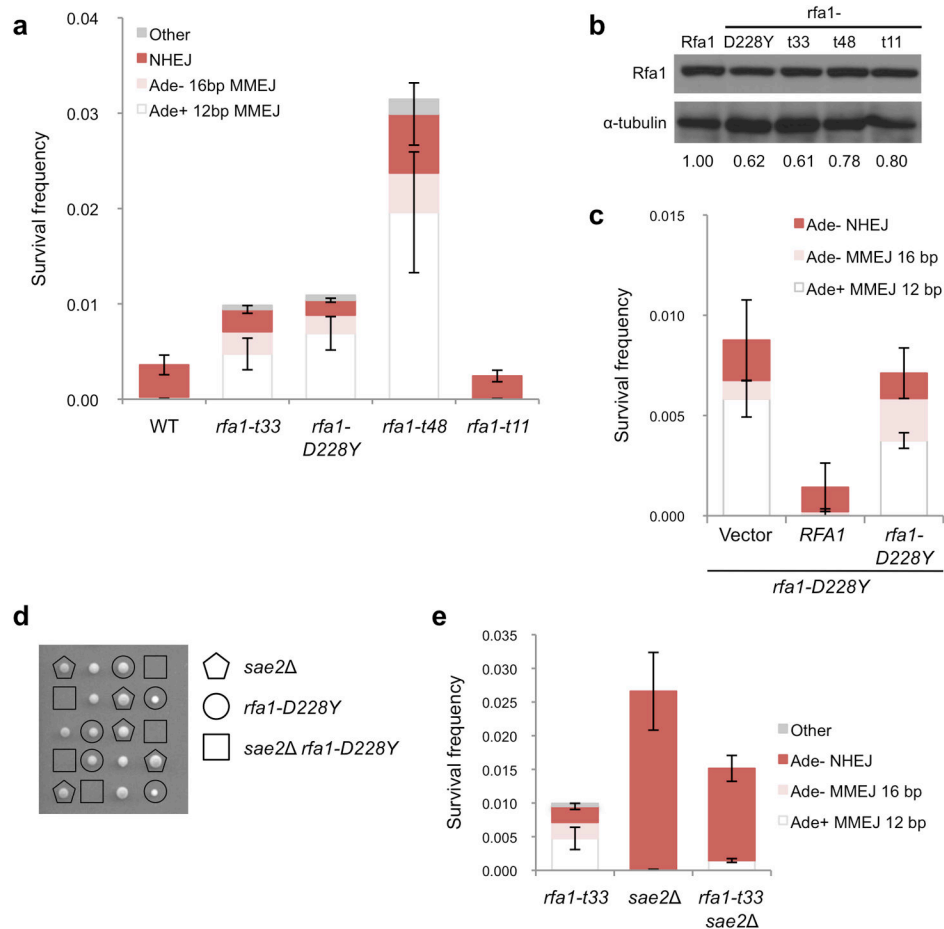 a
0.04
0.03
0.02
0.01
0.00
Survival frequency
Other
NHEJ
Ade- 16bp MMEJ
Ade+ 12bp MMEJ
WT
rfa1-t33
rfa1-
D228Y
rfa1-t48
rfa1-t11
b
rfa1-
Rfa1 D228Y t33 t48 t11
Rfa1
α-tubulin
1.00 0.62 0.61 0.78 0.80
c
0.015
0.010
0.005
0.000
Survival frequency
Ade- NHEJ
Ade- MMEJ 16 bp
Ade+ MMEJ 12 bp
Vector
RFA1
rfa1-
D228Y
rfa1-D228Y
d
sae2Δ
rfa1-D228Y
sae2Δ rfa1-D228Y
e
0.035
0.030
0.025
0.020
0.015
0.010
0.005
0.000
Survival frequency
Other
Ade- NHEJ
Ade- MMEJ 16 bp
Ade+ MMEJ 12 bp
rfa1-t33
sae2Δ
rfa1-t33
sae2Δ